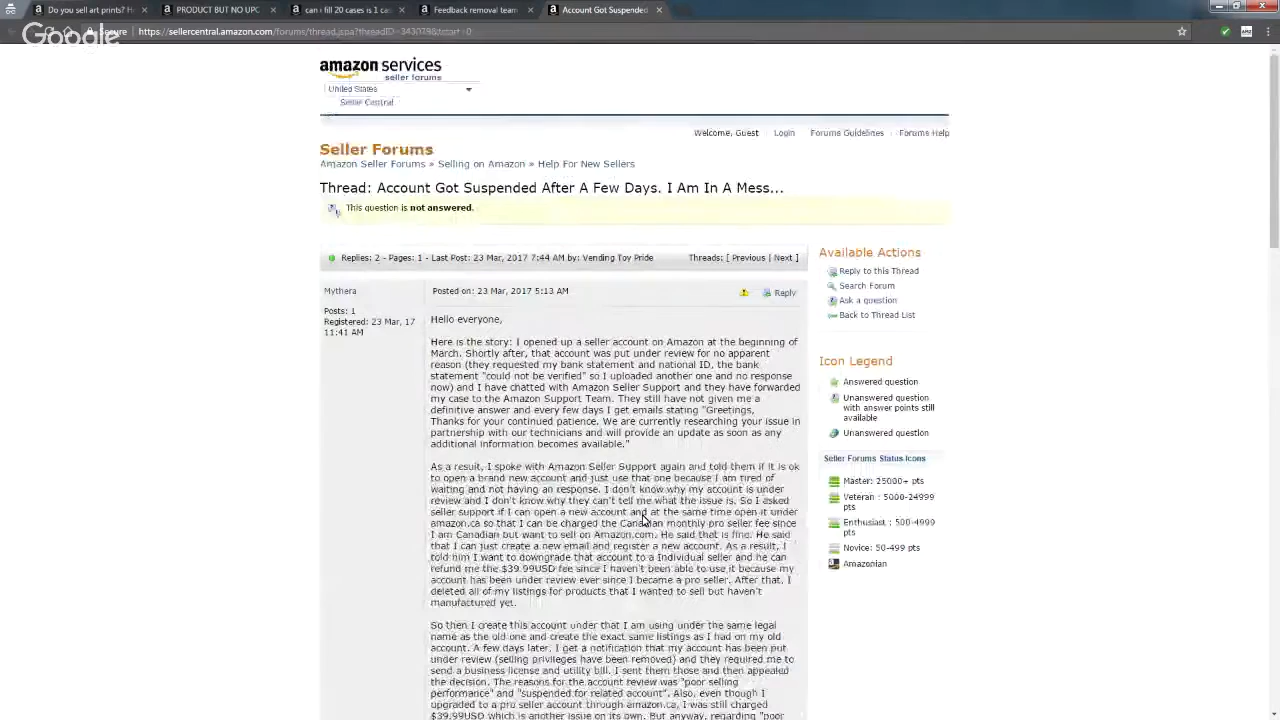 Do you sell art prints? H
PRODUCT BUT NO UPC
can i fill 20 cases is 1 cas
Feedback removal team
Account Got Suspended
Google
Secure
https://sellercentral.amazon.com/forums/thread.jspa?threadID=343079&tstart=0
amazon services
seller forums
United States
Seller Central
Welcome, Guest Login Forums Guidelines Forums Help
Seller Forums
Amazon Seller Forums » Selling on Amazon » Help For New Sellers
Thread: Account Got Suspended After A Few Days. I Am In A Mess...
This question is not answered.
Replies: 2 - Pages: 1 - Last Post: 23 Mar, 2017 7:44 AM by: Vending Toy Pride Threads: [ Previous | Next ]
Mythera
Posts: 1
Registered: 23 Mar, 17
11:41 AM
Posted on: 23 Mar, 2017 5:13 AM
Reply
Hello everyone,
Here is the story: I opened up a seller account on Amazon at the beginning of
March. Shortly after, that account was put under review for no apparent
reason (they requested my bank statement and national ID, the bank
statement "could not be verified" so I uploaded another one and no response
now) and I have chatted with Amazon Seller Support and they have forwarded
my case to the Amazon Support Team. They still have not given me a
definitive answer and every few days I get emails stating "Greetings,
Thanks for your continued patience. We are currently researching your issue in
partnership with our technicians and will provide an update as soon as any
additional information becomes available."
As a result, I spoke with Amazon Seller Support again and told them if it is ok
to open a brand new account and just use that one because I am tired of
waiting and not having an response. I don't know why my account is under
review and I don't know why they can't tell me what the issue is. So I asked
seller support if I can open a new account and at the same time open it under
amazon.ca so that I can be charged the Canadian monthly pro seller fee since
I am Canadian but want to sell on Amazon.com. He said that is fine. He said
that I can just create a new email and register a new account. As a result, I
told him I want to downgrade that account to a Individual seller and he can
refund me the $39.99USD fee since I haven't been able to use it because my
account has been under review ever since I became a pro seller. After that, I
deleted all of my listings for products that I wanted to sell but haven't
manufactured yet.
So then I create this account under that I am using under the same legal
name as the old one and create the exact same listings as I had on my old
account. A few days later, I get a notification that my account has been put
under review (selling privileges have been removed) and they required me to
send a business license and utility bill. I sent them those and then appealed
the decision. The reasons for the account review was "poor selling
performance" and "suspended for related account". Also, even though I
upgraded to a pro seller account through amazon.ca, I was still charged
$39.99USD which is another issue on its own. But anyway, regarding "poor
Available Actions
Reply to this Thread
Search Forum
Ask a question
Back to Thread List
Icon Legend
Answered question
Unanswered question
with answer points still
available
Unanswered question
Seller Forums Status Icons
Master: 25000+ pts
Veteran : 5000-24999
pts
Enthusiast : 500-4999
pts
Novice: 50-499 pts
Amazonian